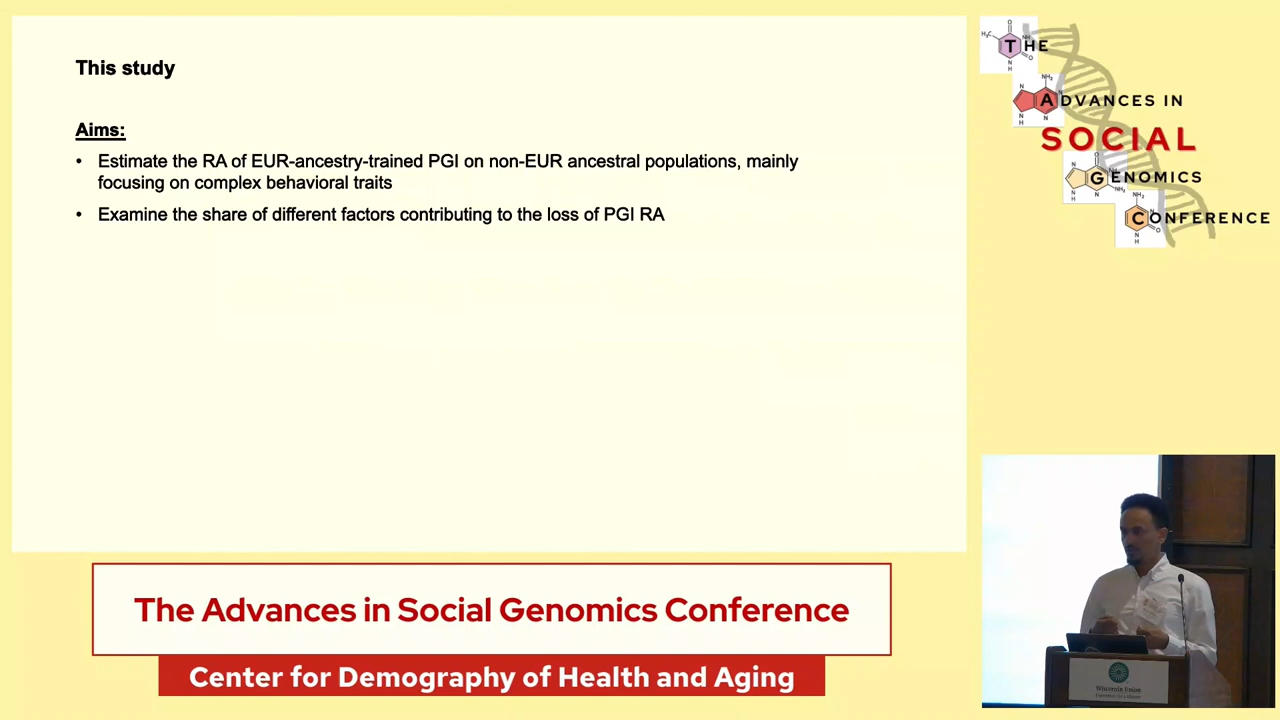 This study
Aims:
• Estimate the RA of EUR-ancestry-trained PGI on non-EUR ancestral populations, mainly
focusing on complex behavioral traits
• Examine the share of different factors contributing to the loss of PGI RA
THE
ADVANCES IN
SOCIAL
GENOMICS
CONFERENCE
The Advances in Social Genomics Conference
Center for Demography of Health and Aging
Wisconsin Union